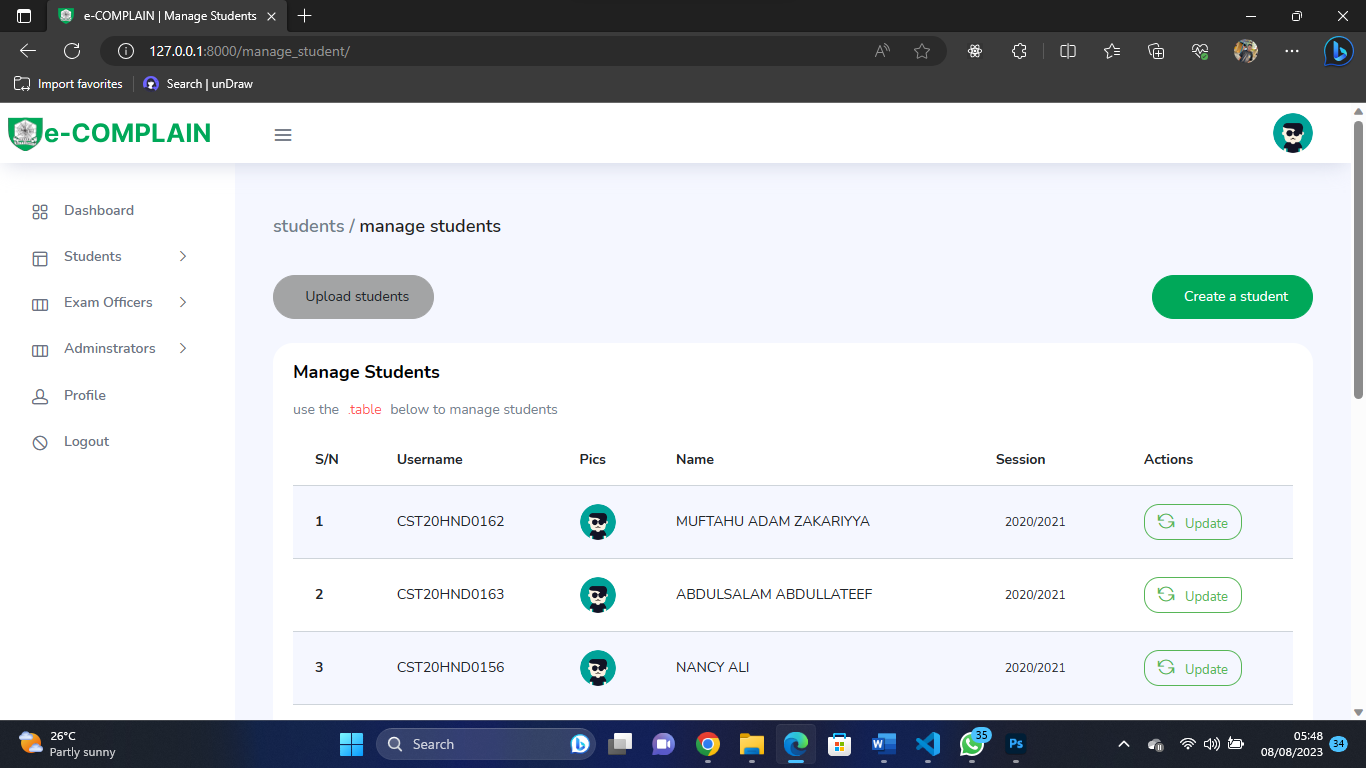 e-COMPLAIN | Manage Students
127.0.0.1:8000/manage_student/
Import favorites
Search | unDraw
e-COMPLAIN
Dashboard
Students
Exam Officers
Adminstrators
Profile
Logout
students / manage students
Upload students
Create a student
Manage Students
use the .table below to manage students
S/N Username Pics Name Session Actions
1 CST20HND0162 MUFTAHU ADAM ZAKARIYYA 2020/2021 Update
2 CST20HND0163 ABDULSALAM ABDULLATEEF 2020/2021 Update
3 CST20HND0156 NANCY ALI 2020/2021 Update
26°C
Partly sunny
Search
35
Ps
05:48
08/08/2023
34